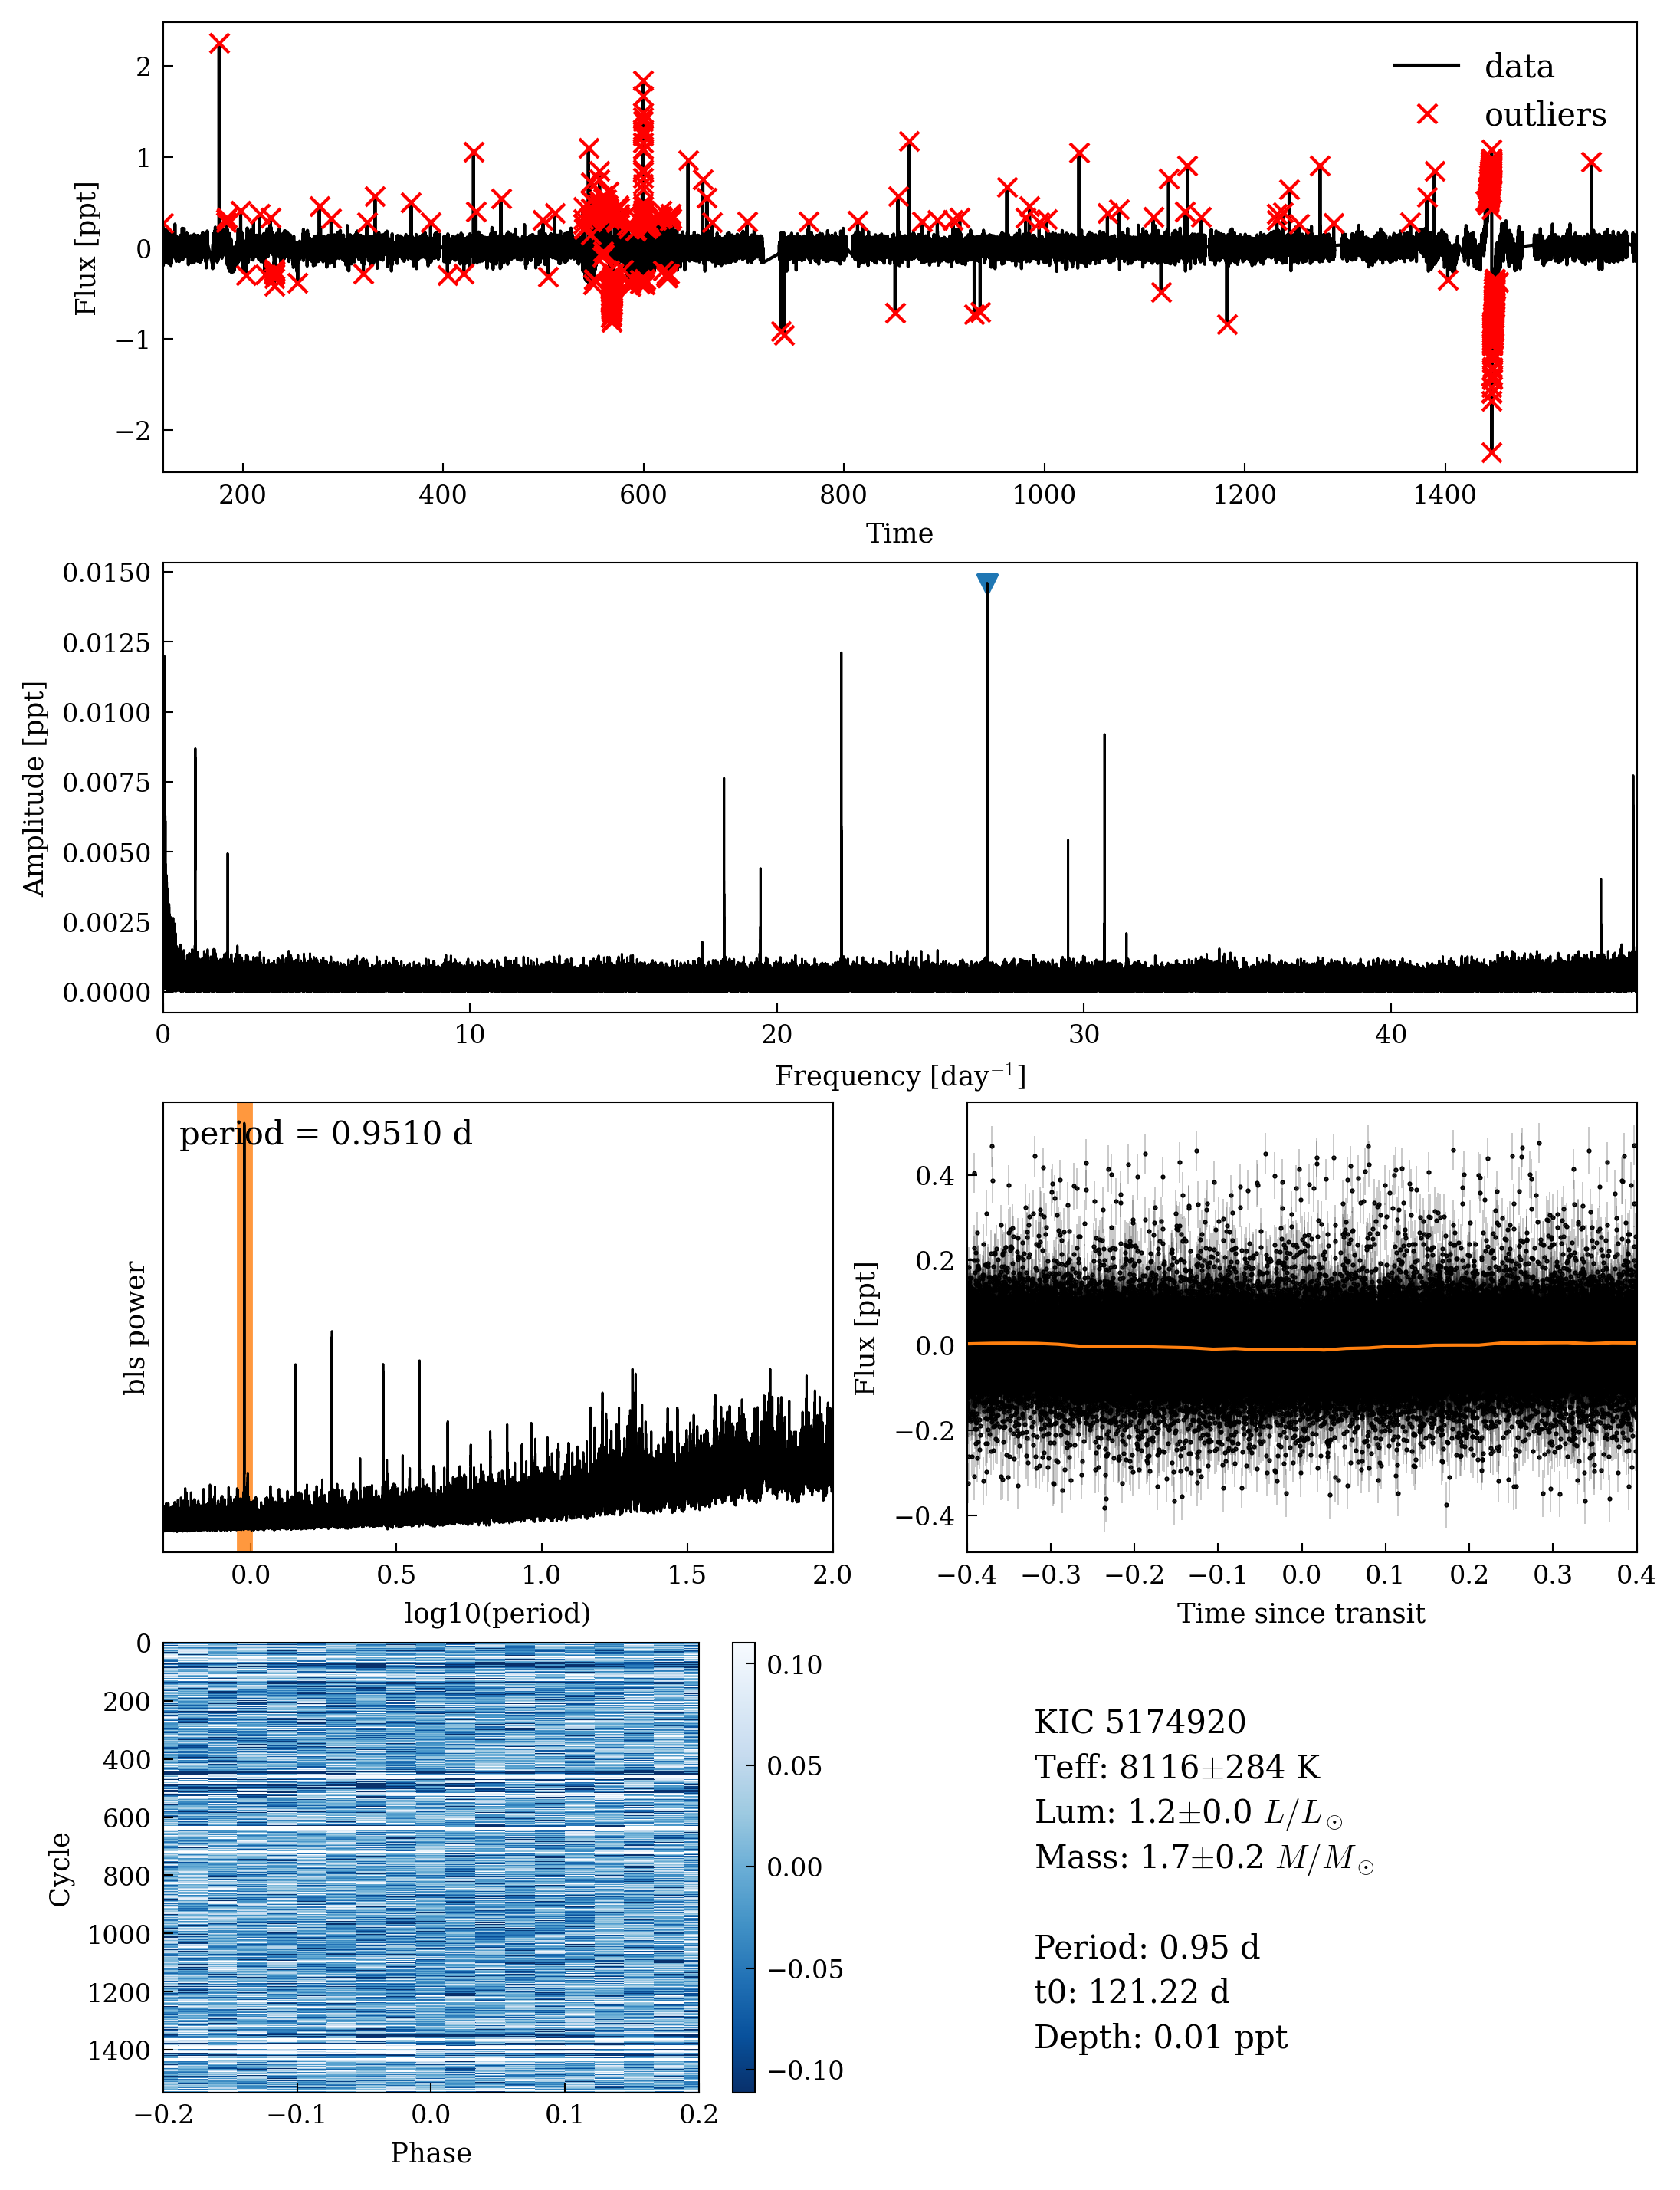 data
outliers
2
1
0
−1
−2
Flux [ppt]
200 400 600 800 1000 1200 1400
Time
0.0150
0.0125
0.0100
0.0075
0.0050
0.0025
0.0000
Amplitude [ppt]
0 10 20 30 40
Frequency [day⁻¹]
period = 0.9510 d
bls power
0.0 0.5 1.0 1.5 2.0
log10(period)
0.4
0.2
0.0
−0.2
−0.4
Flux [ppt]
−0.4 −0.3 −0.2 −0.1 0.0 0.1 0.2 0.3 0.4
Time since transit
0
200
400
600
800
1000
1200
1400
Cycle
−0.2 −0.1 0.0 0.1 0.2
Phase
0.10
0.05
0.00
−0.05
−0.10
KIC 5174920
Teff: 8116±284 K
Lum: 1.2±0.0 L/L☉
Mass: 1.7±0.2 M/M☉
Period: 0.95 d
t0: 121.22 d
Depth: 0.01 ppt